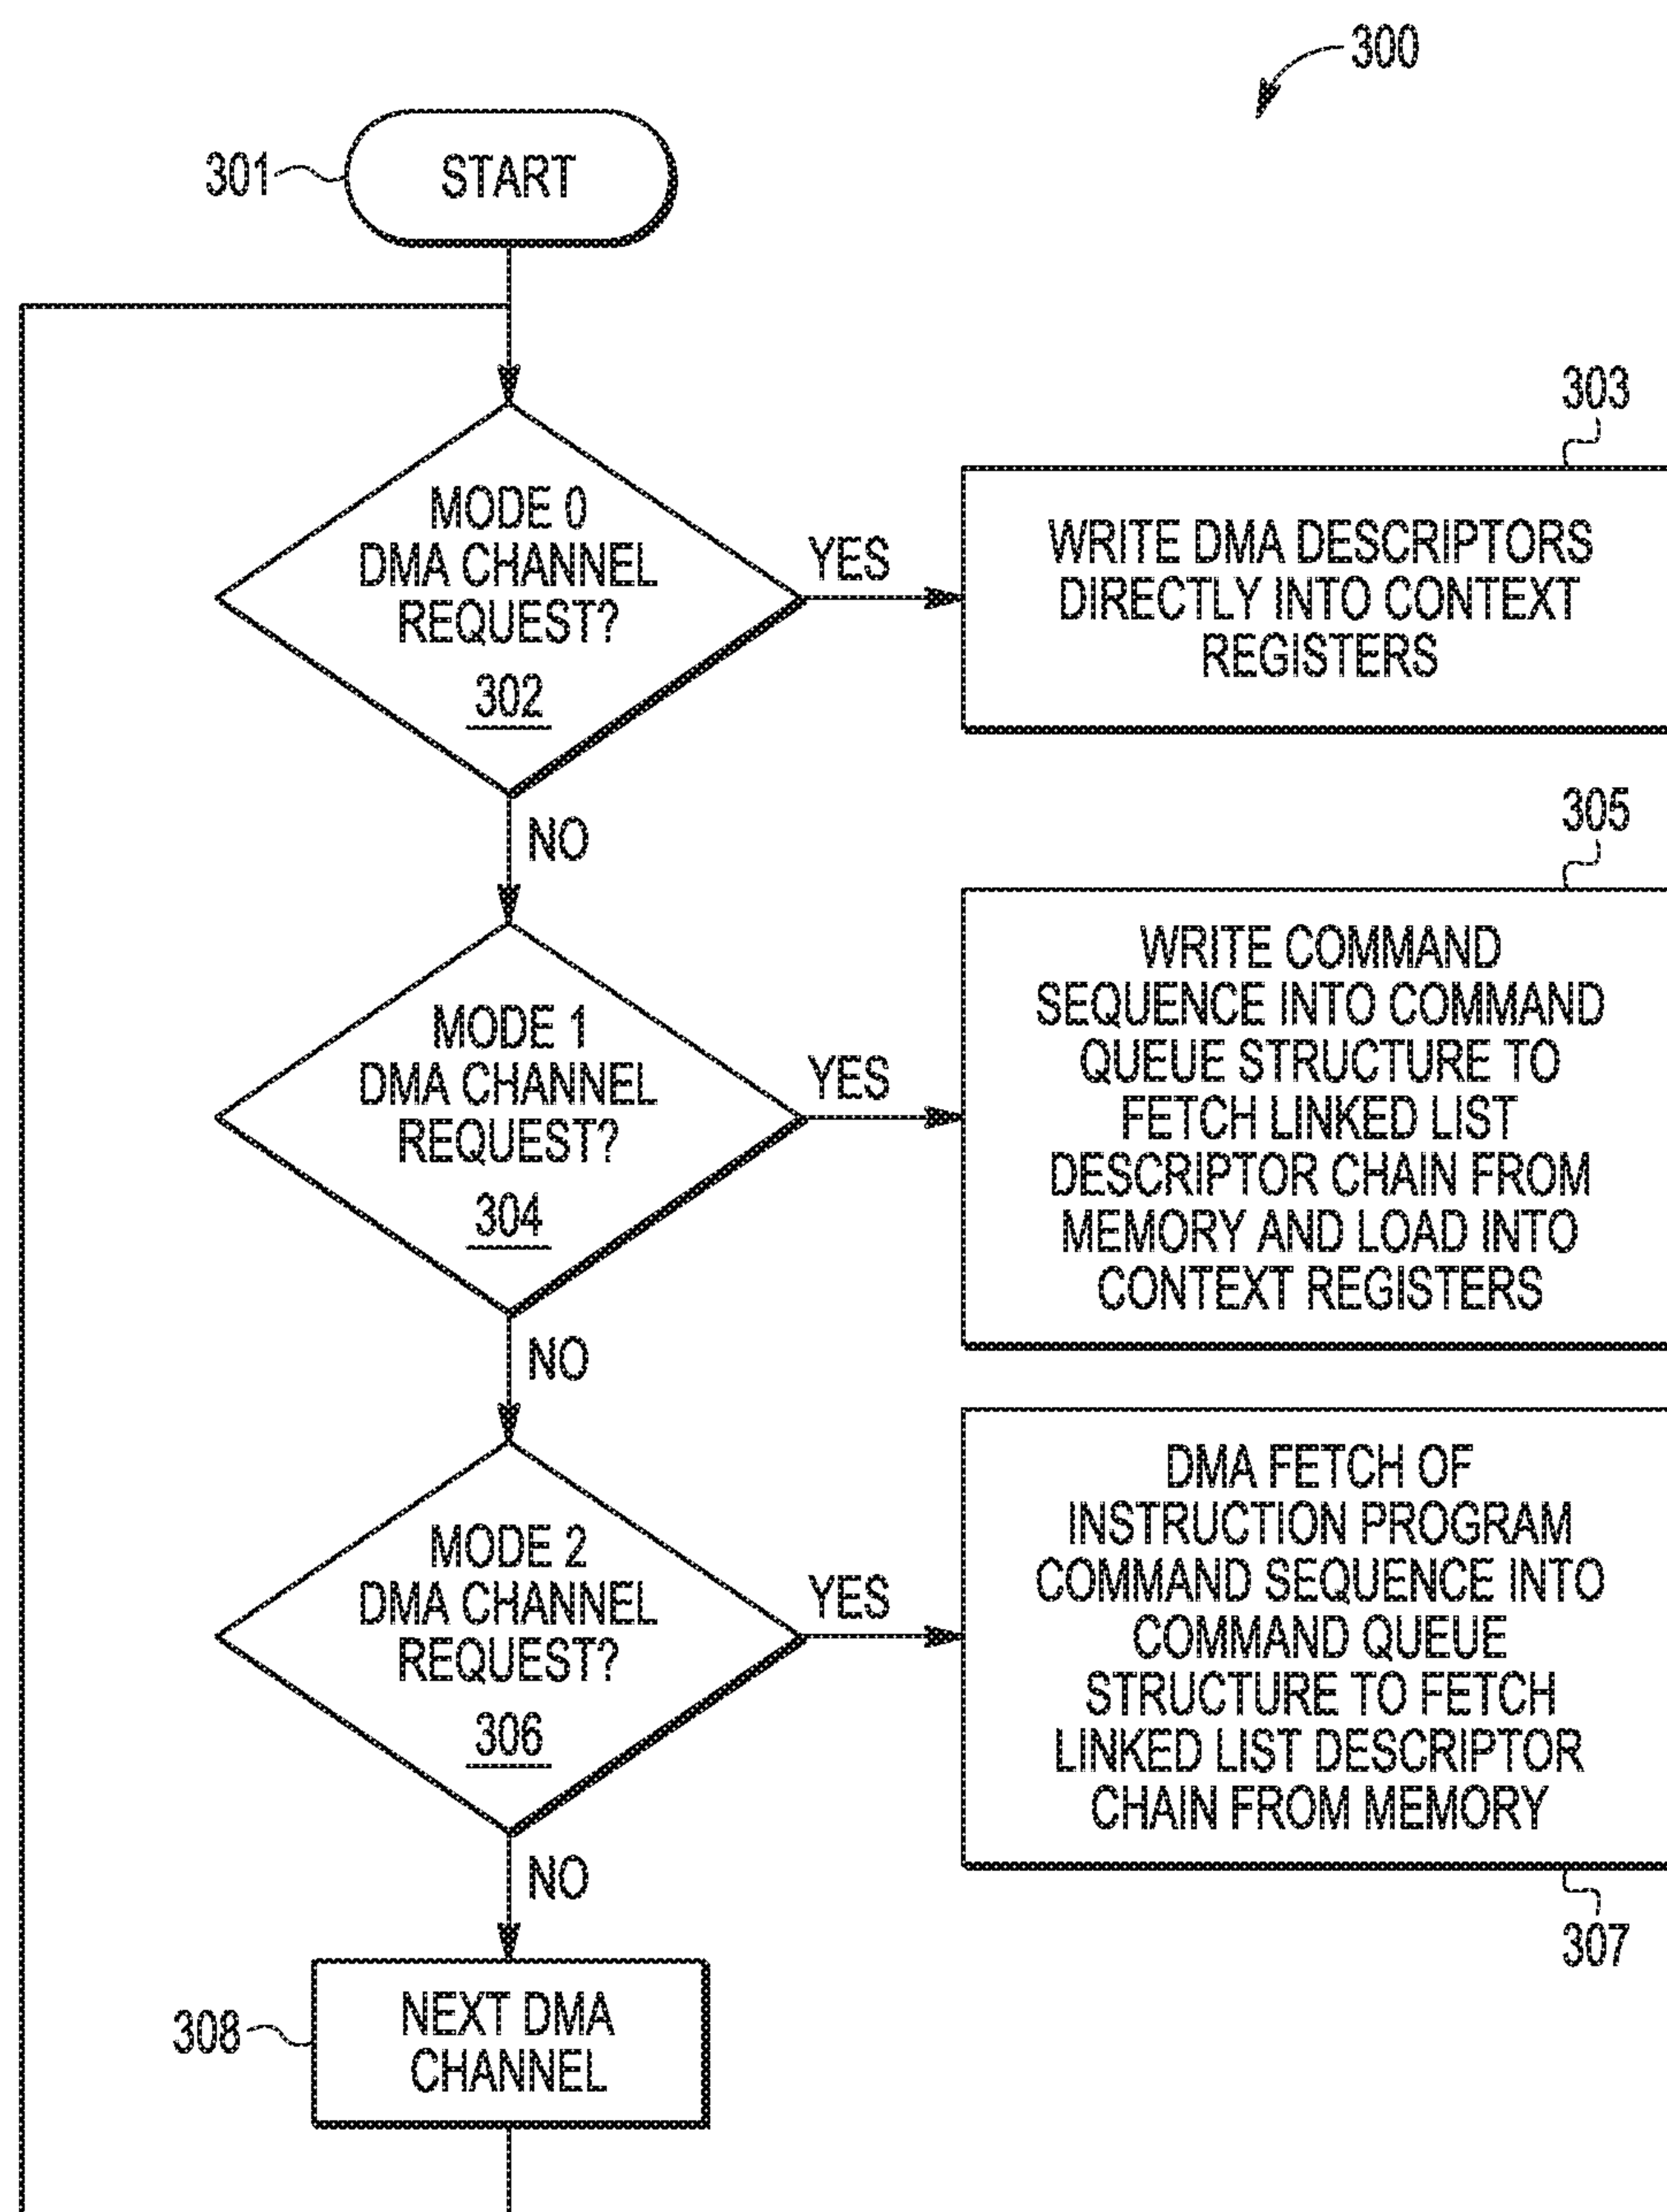 300
301
START
MODE 0
DMA CHANNEL
REQUEST?
302
YES
303
WRITE DMA DESCRIPTORS
DIRECTLY INTO CONTEXT
REGISTERS
NO
MODE 1
DMA CHANNEL
REQUEST?
304
YES
305
WRITE COMMAND
SEQUENCE INTO COMMAND
QUEUE STRUCTURE TO
FETCH LINKED LIST
DESCRIPTOR CHAIN FROM
MEMORY AND LOAD INTO
CONTEXT REGISTERS
NO
MODE 2
DMA CHANNEL
REQUEST?
306
YES
DMA FETCH OF
INSTRUCTION PROGRAM
COMMAND SEQUENCE INTO
COMMAND QUEUE
STRUCTURE TO FETCH
LINKED LIST DESCRIPTOR
CHAIN FROM MEMORY
307
NO
308
NEXT DMA
CHANNEL